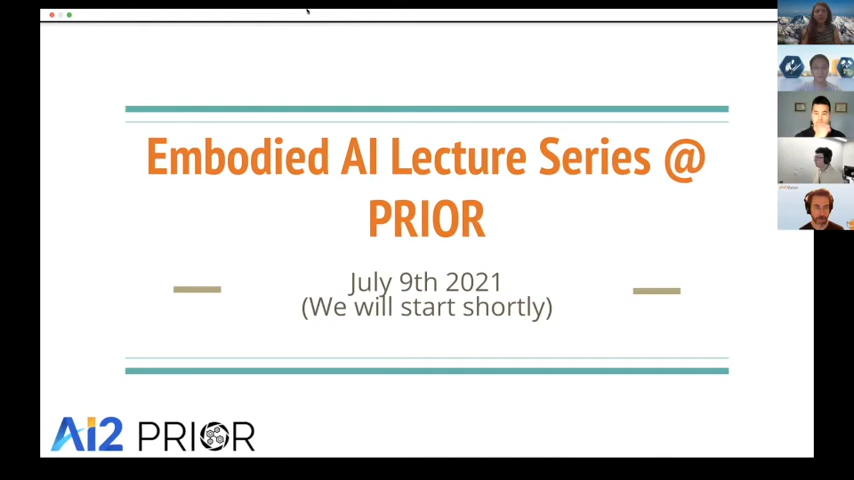 Embodied AI Lecture Series @
PRIOR
July 9th 2021
(We will start shortly)
Ai2 PRIOR